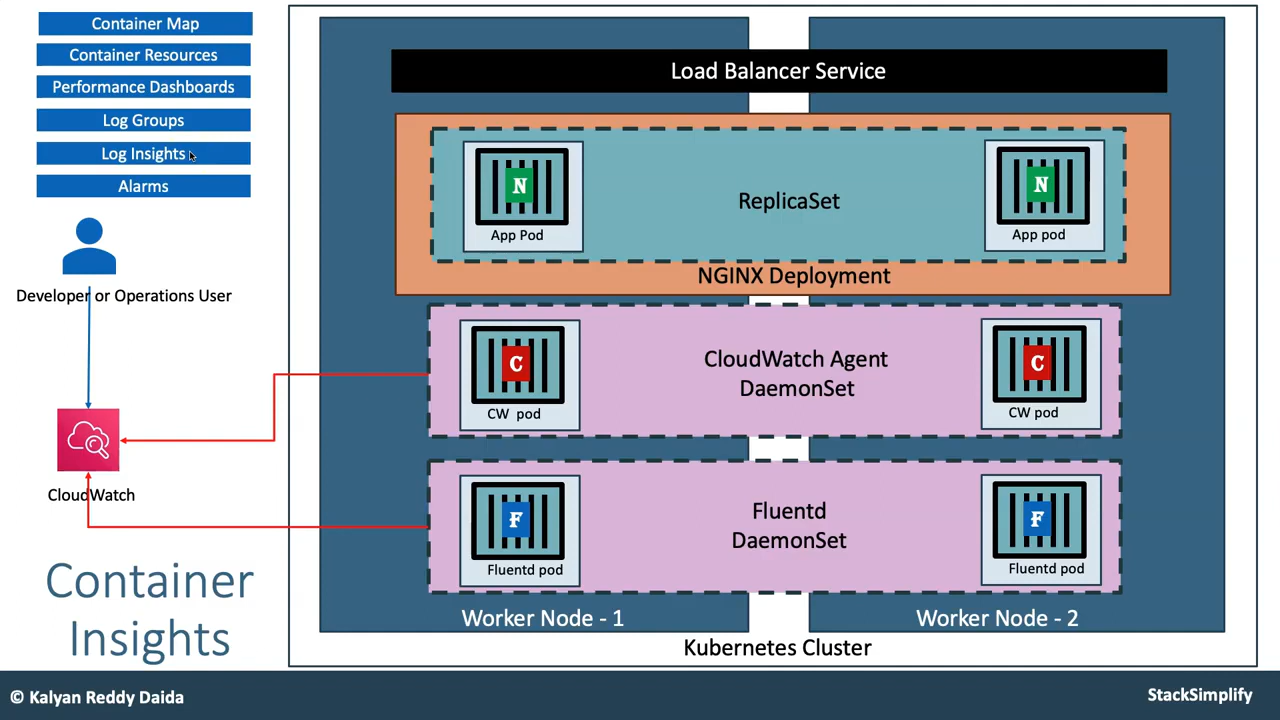 Container Map
Container Resources
Performance Dashboards
Log Groups
Log Insights
Alarms
Developer or Operations User
CloudWatch
Container
Insights
Load Balancer Service
N
App Pod
ReplicaSet
N
App pod
NGINX Deployment
C
CW pod
CloudWatch Agent
DaemonSet
C
CW pod
F
Fluentd pod
Fluentd
DaemonSet
F
Fluentd pod
Worker Node - 1
Worker Node - 2
Kubernetes Cluster
© Kalyan Reddy Daida
StackSimplify